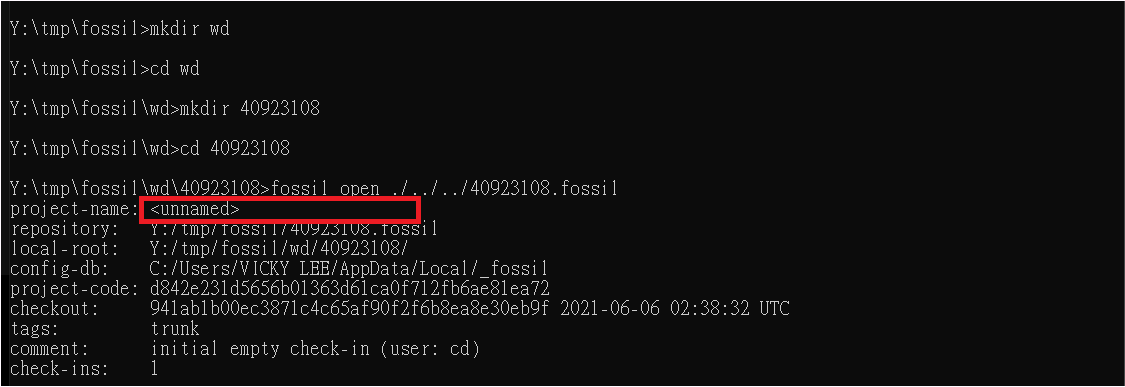 Y:\tmp\fossil>mkdir wd
Y:\tmp\fossil>cd wd
Y:\tmp\fossil\wd>mkdir 40923108
Y:\tmp\fossil\wd>cd 40923108
Y:\tmp\fossil\wd\40923108>fossil open ./../../40923108.fossil
project-name: <unnamed>
repository:   Y:/tmp/fossil/40923108.fossil
local-root:   Y:/tmp/fossil/wd/40923108/
config-db:    C:/Users/VICKY LEE/AppData/Local/_fossil
project-code: d842e231d5656b01363d61ca0f712fb6ae81ea72
checkout:     941ab1b00ec3871c4c65af90f2f6b8ea8e30eb9f 2021-06-06 02:38:32 UTC
tags:         trunk
comment:      initial empty check-in (user: cd)
check-ins:    1